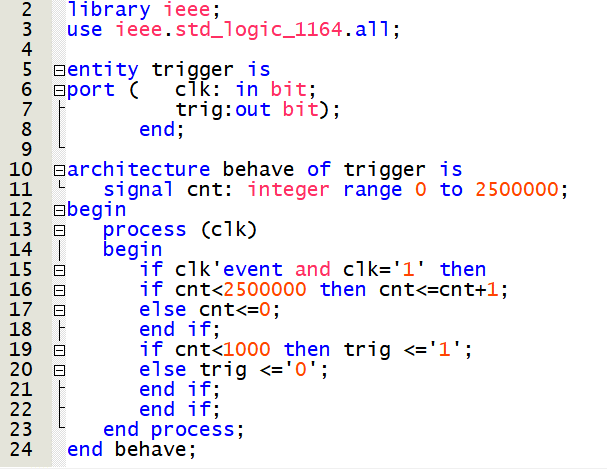 2 library ieee;
3 use ieee.std_logic_1164.all;
4
5 entity trigger is
6 port (   clk: in bit;
7          trig:out bit);
8       end;
9
10 architecture behave of trigger is
11    signal cnt: integer range 0 to 2500000;
12 begin
13    process (clk)
14    begin
15       if clk'event and clk='1' then
16       if cnt<2500000 then cnt<=cnt+1;
17       else cnt<=0;
18       end if;
19       if cnt<1000 then trig <='1';
20       else trig <='0';
21       end if;
22       end if;
23    end process;
24 end behave;